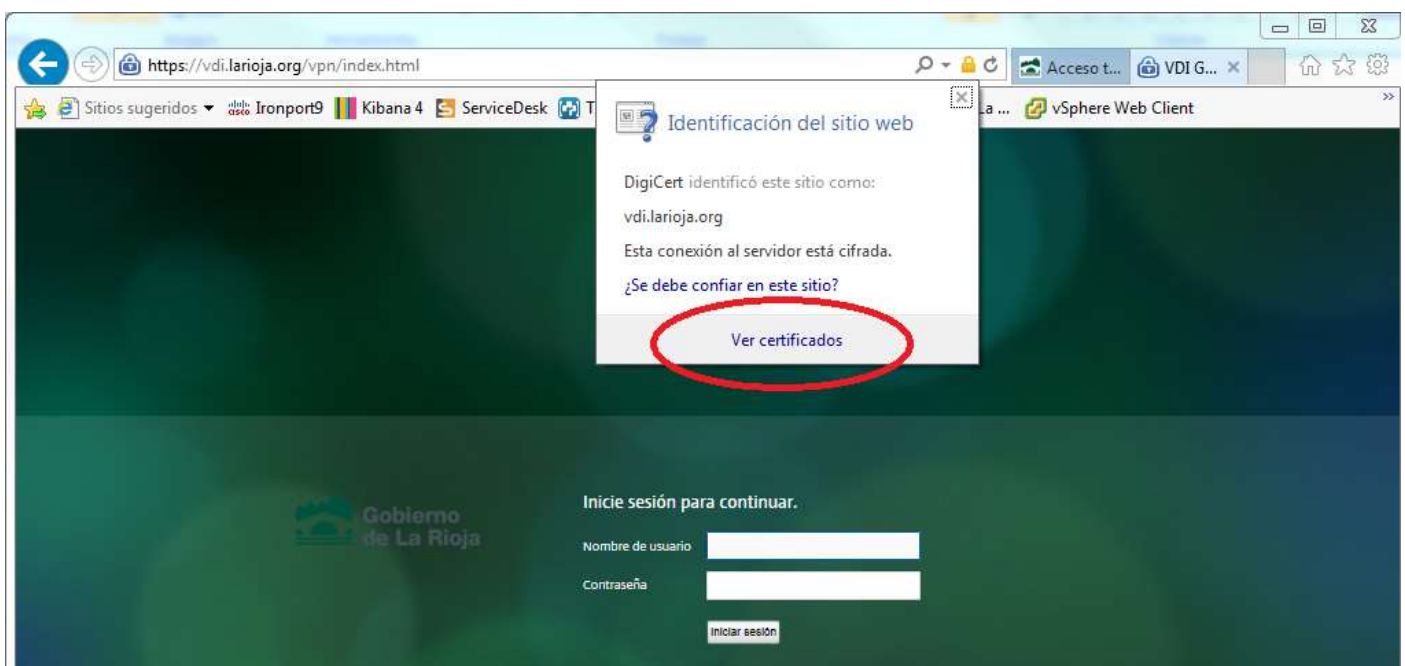 https://vdi.larioja.org/vpn/index.html
Acceso t...
VDI G...
Sitios sugeridos
cisco
Ironport9
Kibana 4
ServiceDesk
T
La ...
vSphere Web Client
»
Identificación del sitio web
DigiCert identificó este sitio como:
vdi.larioja.org
Esta conexión al servidor está cifrada.
¿Se debe confiar en este sitio?
Ver certificados
Gobierno
de La Rioja
Inicie sesión para continuar.
Nombre de usuario
Contraseña
Iniciar sesión